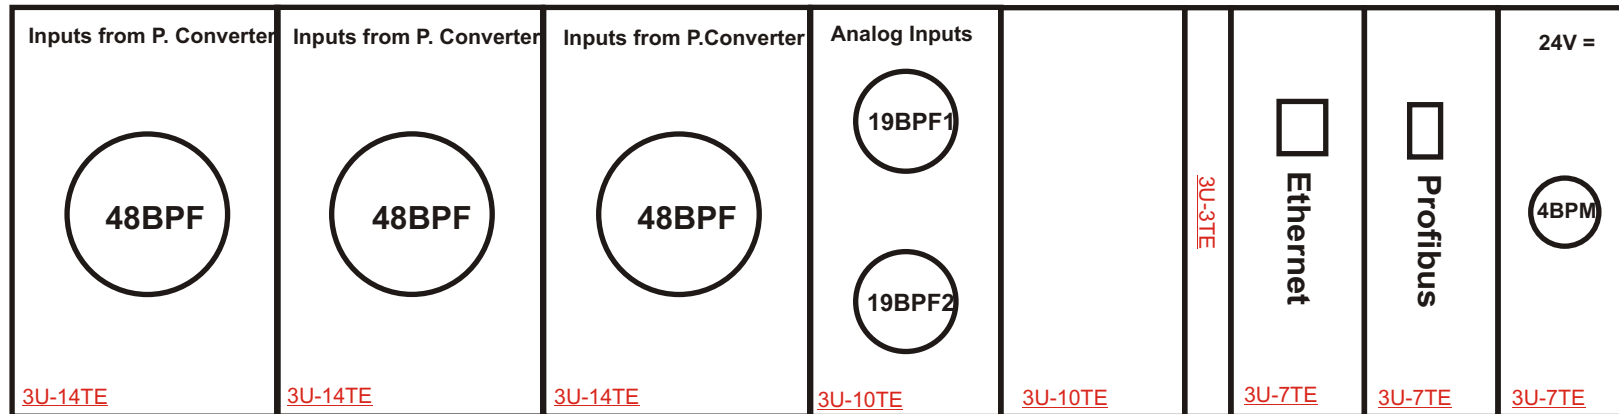 Inputs from P. Converter
48BPF
3U-14TE
Inputs from P. Converter
48BPF
3U-14TE
Inputs from P.Converter
48BPF
3U-14TE
Analog Inputs
19BPF1
19BPF2
3U-10TE
3U-10TE
3U-3TE
Ethernet
3U-7TE
Profibus
3U-7TE
24V =
4BPM
3U-7TE